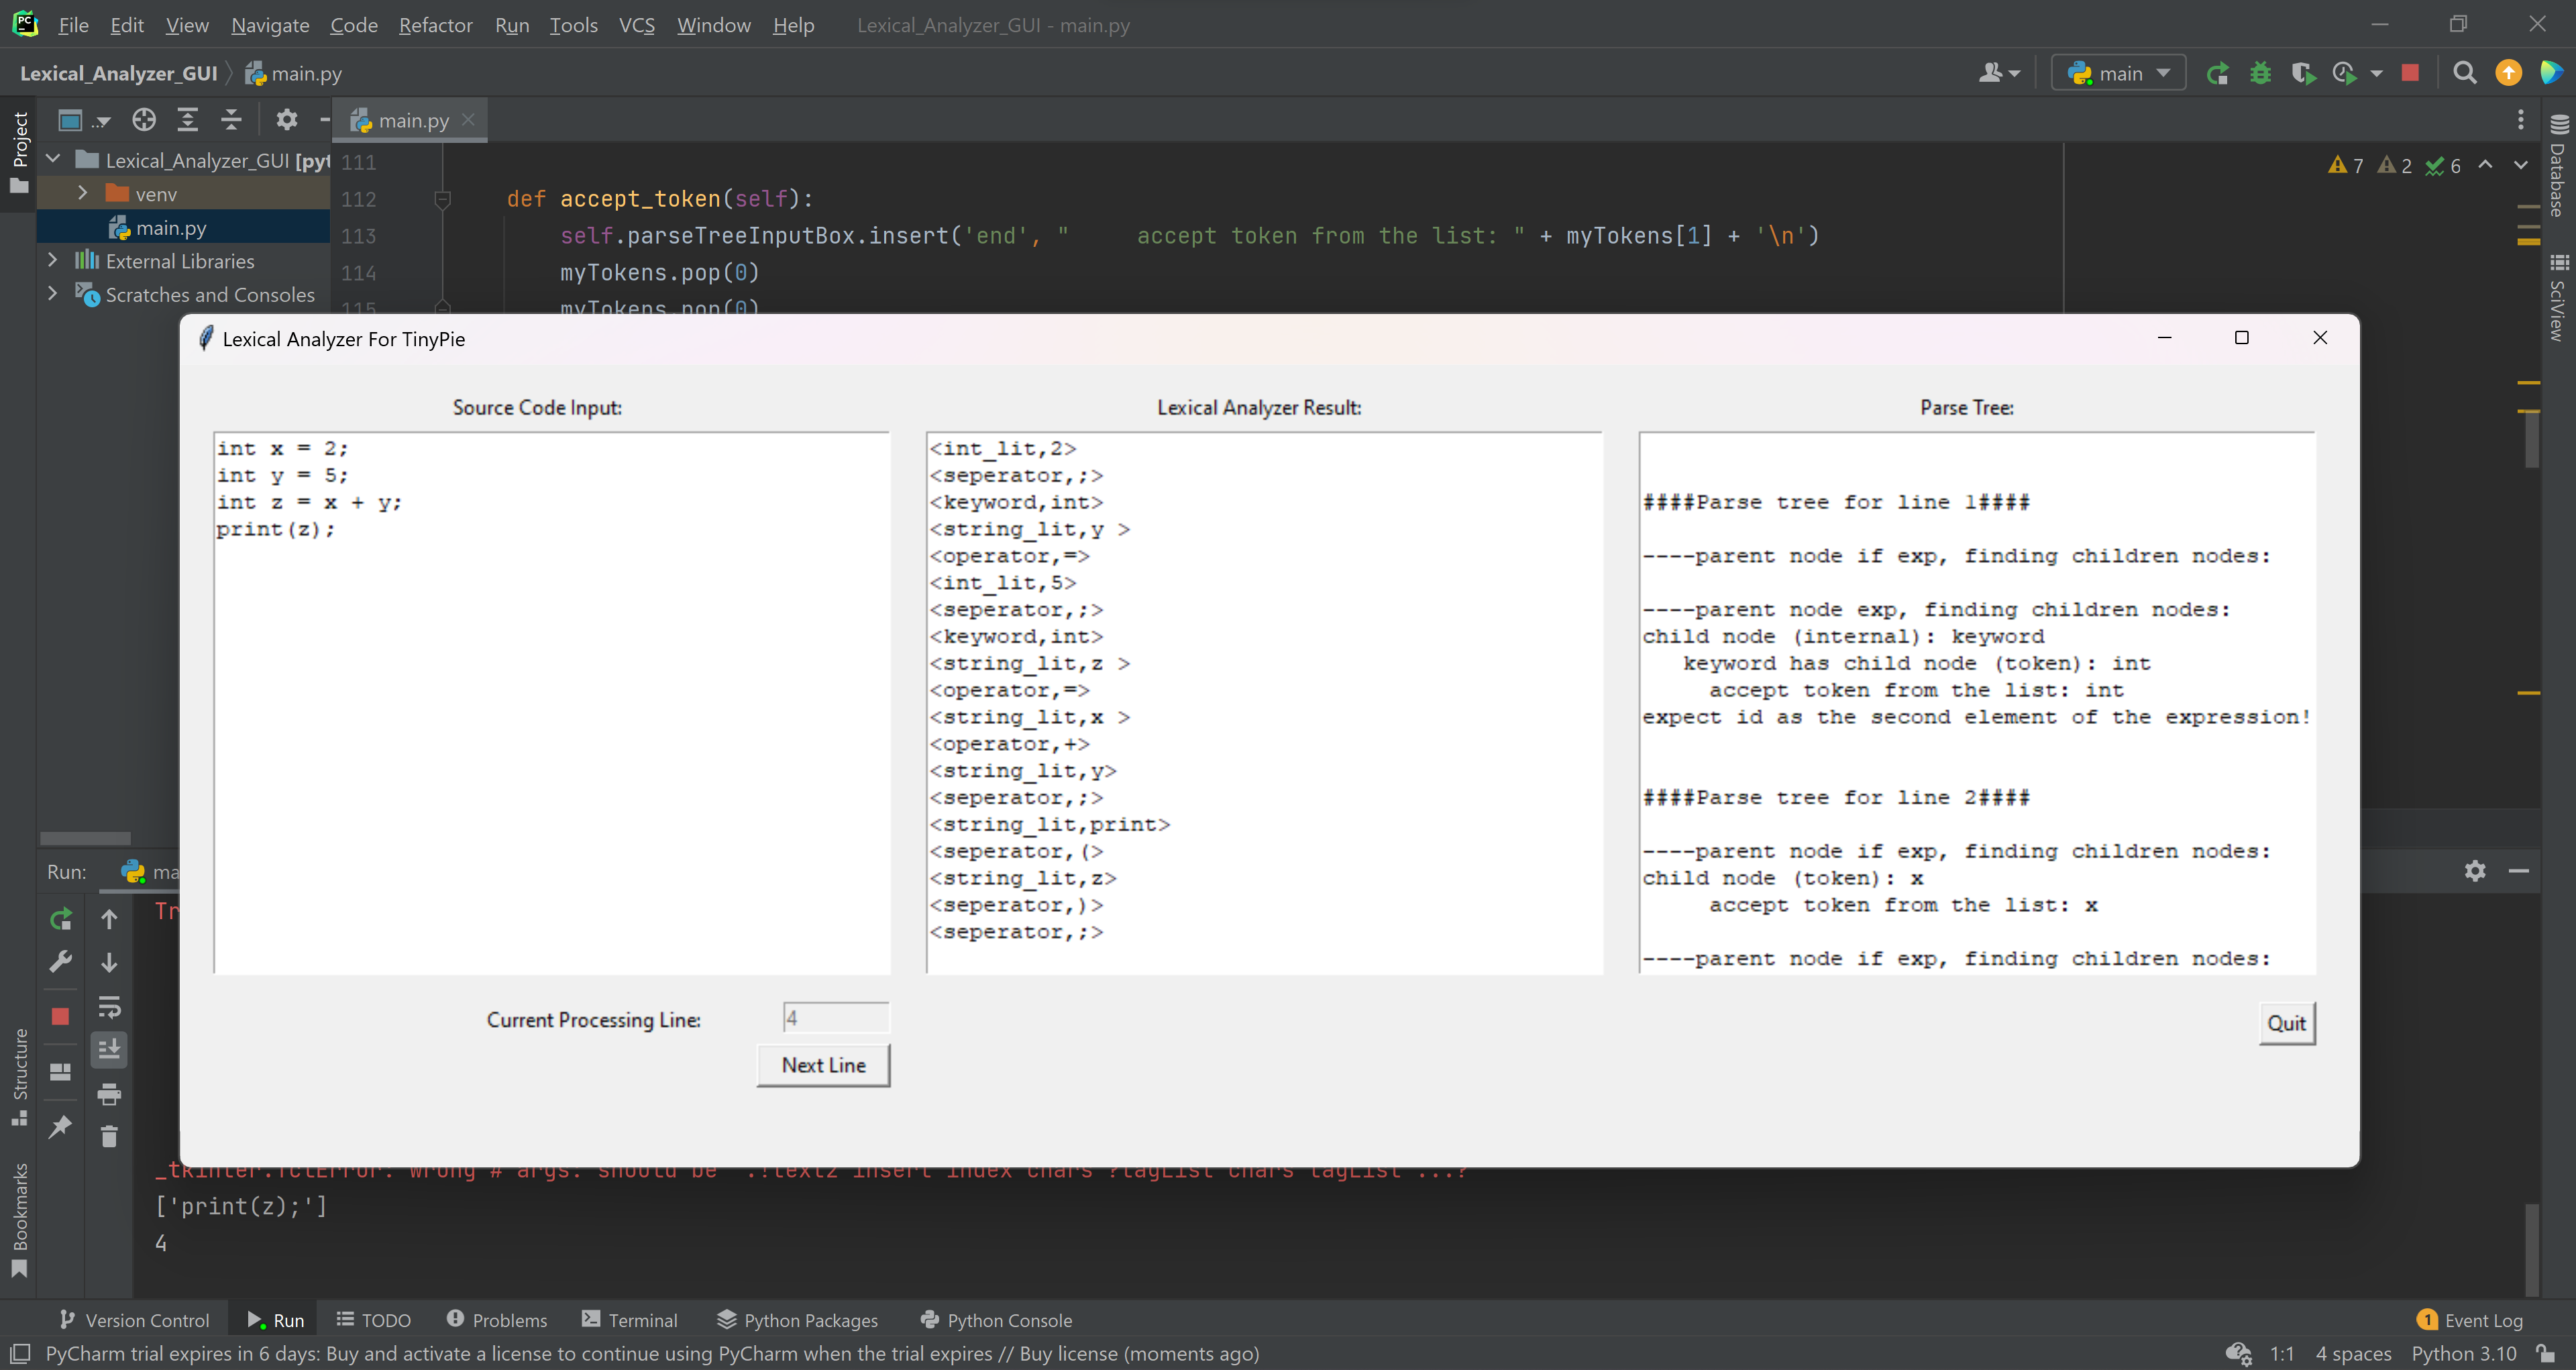 File Edit View Navigate Code Refactor Run Tools VCS Window Help Lexical_Analyzer_GUI - main.py
Lexical_Analyzer_GUI main.py main
Project
main.py
Lexical_Analyzer_GUI [pyt
venv
main.py
External Libraries
Scratches and Consoles
111
112 def accept_token(self):
113 self.parseTreeInputBox.insert('end', "     accept token from the list: " + myTokens[1] + '\n')
114 myTokens.pop(0)
115 myTokens.pop(0)
7 2 6
Database
SciView
Lexical Analyzer For TinyPie
Source Code Input:
int x = 2;
int y = 5;
int z = x + y;
print(z);
Current Processing Line: 4
Next Line
Lexical Analyzer Result:
<int_lit,2>
<seperator,;>
<keyword,int>
<string_lit,y >
<operator,=>
<int_lit,5>
<seperator,;>
<keyword,int>
<string_lit,z >
<operator,=>
<string_lit,x >
<operator,+>
<string_lit,y>
<seperator,;>
<string_lit,print>
<seperator,(>
<string_lit,z>
<seperator,)>
<seperator,;>
Parse Tree:
####Parse tree for line 1####
----parent node if exp, finding children nodes:
----parent node exp, finding children nodes:
child node (internal): keyword
keyword has child node (token): int
accept token from the list: int
expect id as the second element of the expression!
####Parse tree for line 2####
----parent node if exp, finding children nodes:
child node (token): x
accept token from the list: x
----parent node if exp, finding children nodes:
Quit
Run: ma
Tr
_tkinter.TclError: wrong # args: should be ".!text2 insert index chars ?tagList chars tagList ...?
['print(z);']
4
Structure
Bookmarks
Version Control Run TODO Problems Terminal Python Packages Python Console 1 Event Log
PyCharm trial expires in 6 days: Buy and activate a license to continue using PyCharm when the trial expires // Buy license (moments ago) 1:1 4 spaces Python 3.10